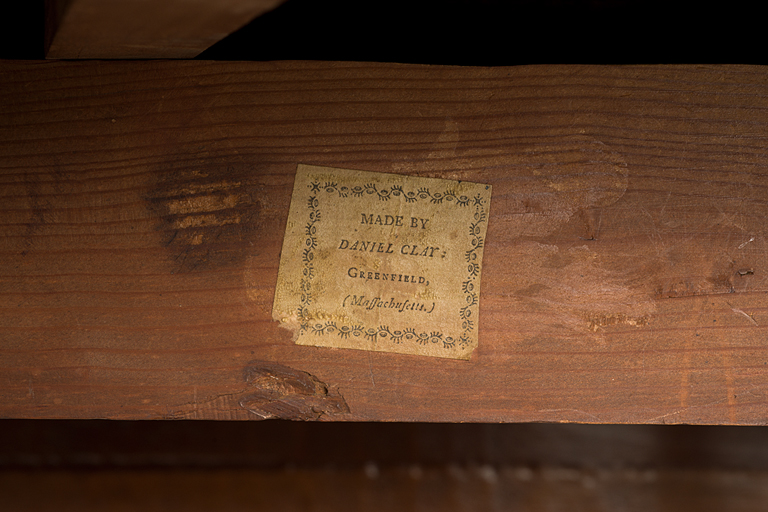 MADE BY
DANIEL CLAY;
GREENFIELD,
(Maſſachuſetts.)